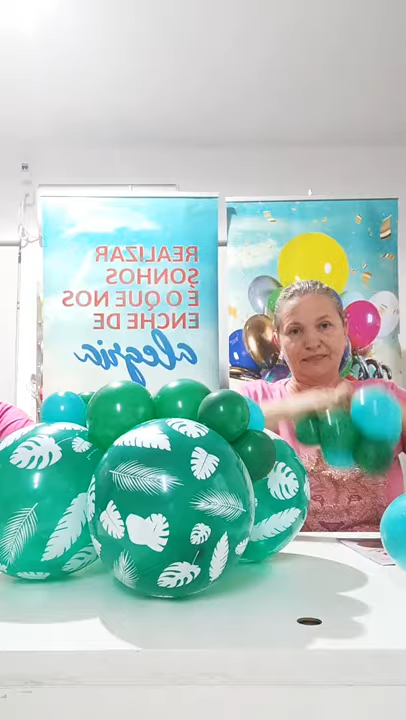 REALIZAR
SONHOS
É O QUE NOS
ENCHE DE
alegria